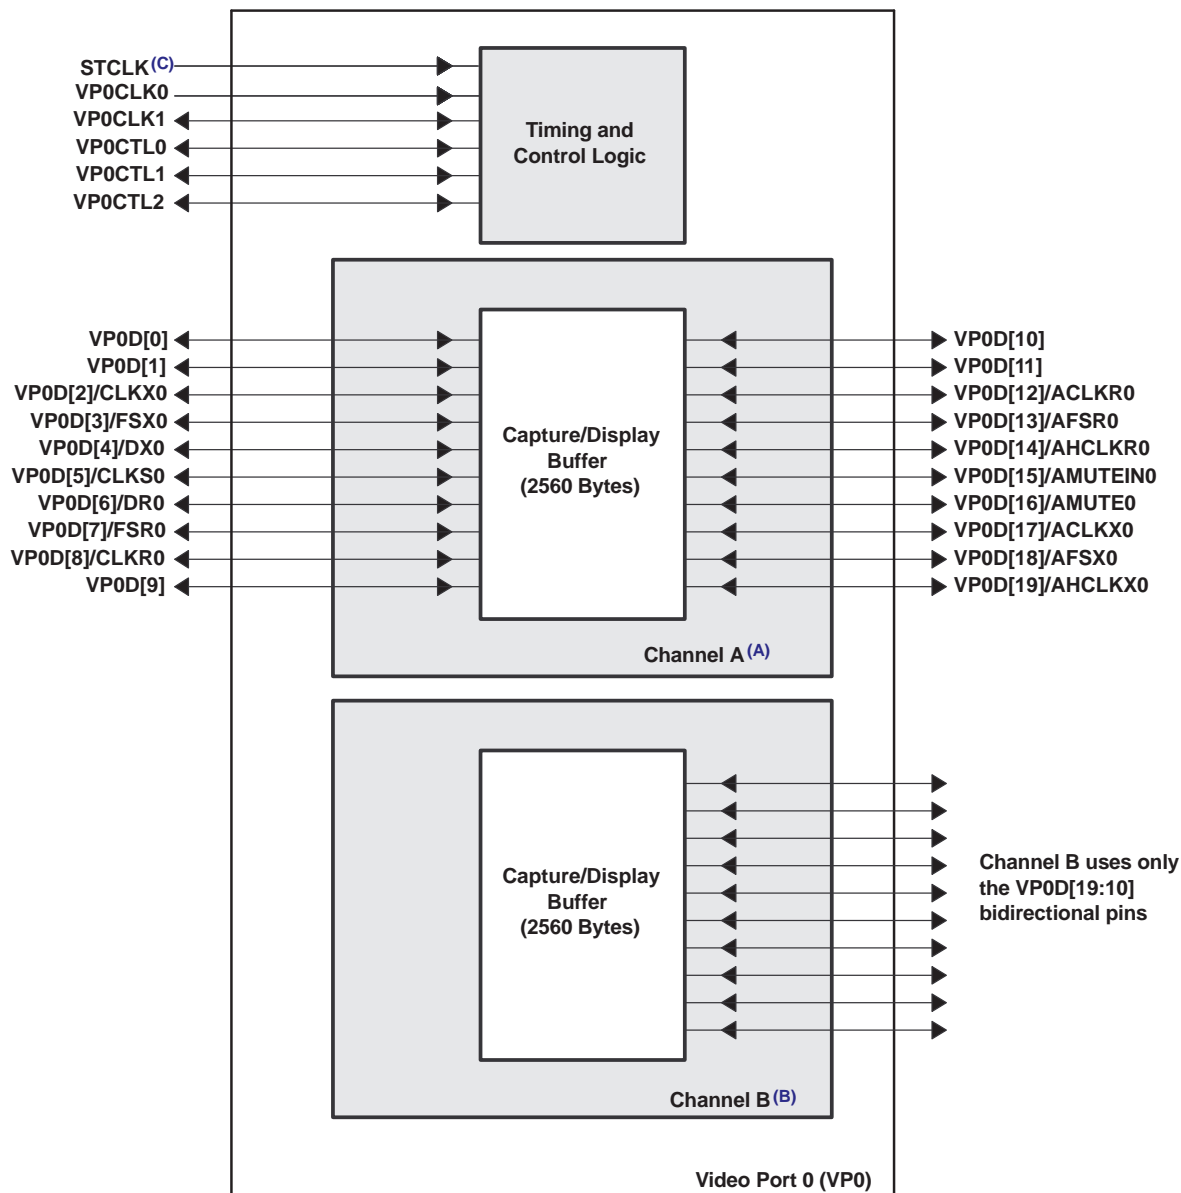 STCLK(C)
VP0CLK0
VP0CLK1
VP0CTL0
VP0CTL1
VP0CTL2
Timing and
Control Logic
VP0D[0]
VP0D[1]
VP0D[2]/CLKX0
VP0D[3]/FSX0
VP0D[4]/DX0
VP0D[5]/CLKS0
VP0D[6]/DR0
VP0D[7]/FSR0
VP0D[8]/CLKR0
VP0D[9]
Capture/Display
Buffer
(2560 Bytes)
VP0D[10]
VP0D[11]
VP0D[12]/ACLKR0
VP0D[13]/AFSR0
VP0D[14]/AHCLKR0
VP0D[15]/AMUTEIN0
VP0D[16]/AMUTE0
VP0D[17]/ACLKX0
VP0D[18]/AFSX0
VP0D[19]/AHCLKX0
Channel A(A)
Capture/Display
Buffer
(2560 Bytes)
Channel B uses only
the VP0D[19:10]
bidirectional pins
Channel B(B)
Video Port 0 (VP0)